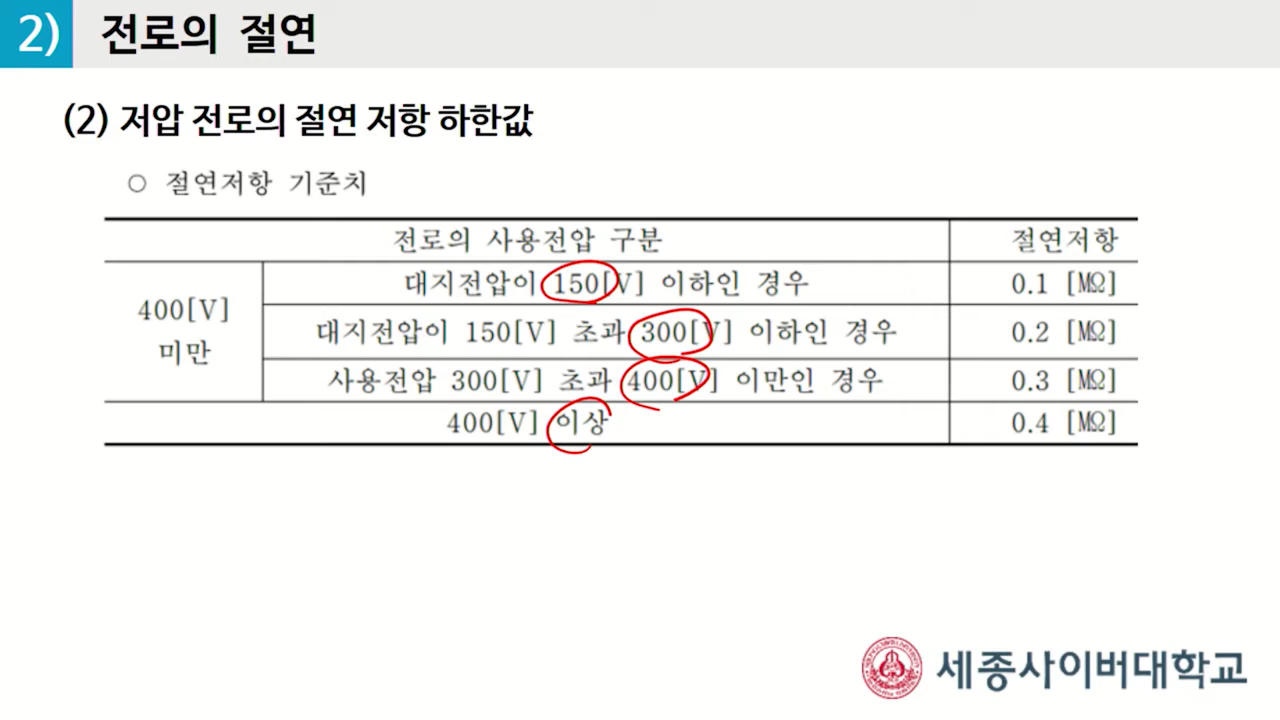 2) 전로의 절연
(2) 저압 전로의 절연 저항 하한값
○ 절연저항 기준치
전로의 사용전압 구분 절연저항
400[V] 미만 대지전압이 150[V] 이하인 경우 0.1 [MΩ]
대지전압이 150[V] 초과 300[V] 이하인 경우 0.2 [MΩ]
사용전압 300[V] 초과 400[V] 이만인 경우 0.3 [MΩ]
400[V] 이상 0.4 [MΩ]
세종사이버대학교